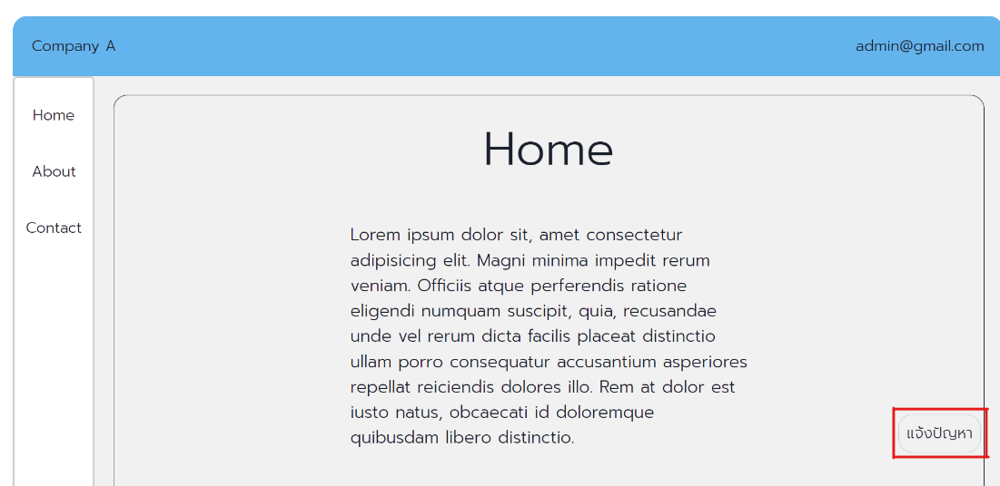 Company A
admin@gmail.com
Home
About
Contact
Home
Lorem ipsum dolor sit, amet consectetur
adipisicing elit. Magni minima impedit rerum
veniam. Officiis atque perferendis ratione
eligendi numquam suscipit, quia, recusandae
unde vel rerum dicta facilis placeat distinctio
ullam porro consequatur accusantium asperiores
repellat reiciendis dolores illo. Rem at dolor est
iusto natus, obcaecati id doloremque
quibusdam libero distinctio.
แจ้งปัญหา